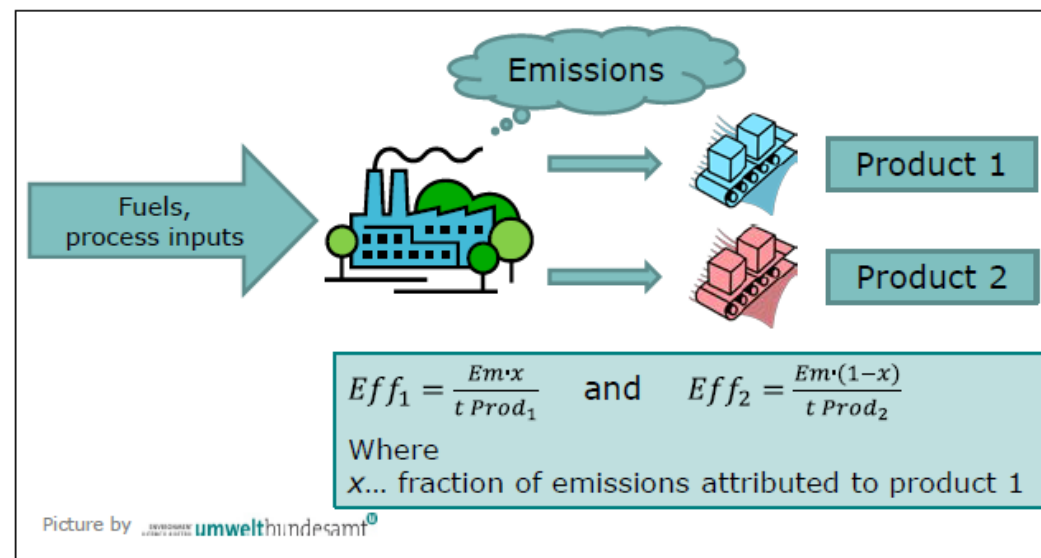 Emissions
Fuels,
process inputs
Product 1
Product 2
Eff₁ = Em·x / t Prod₁ and Eff₂ = Em·(1−x) / t Prod₂
Where
x... fraction of emissions attributed to product 1
Picture by umweltbundesamt